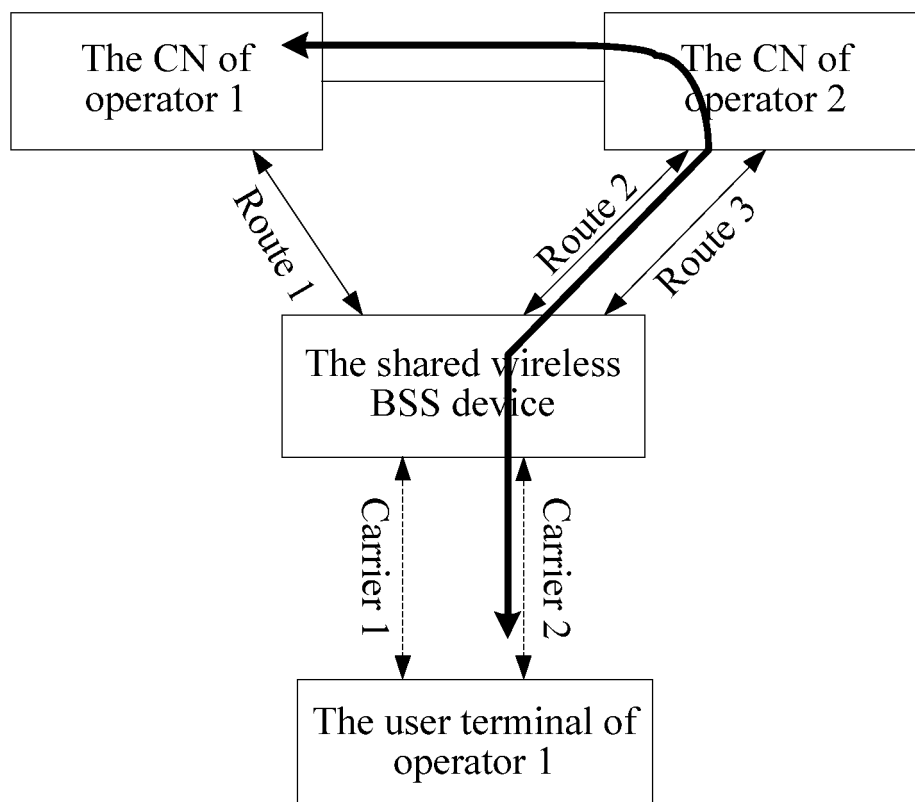 The CN of
operator 1
The CN of
operator 2
Route 1
Route 2
Route 3
The shared wireless
BSS device
Carrier 1
Carrier 2
The user terminal of
operator 1